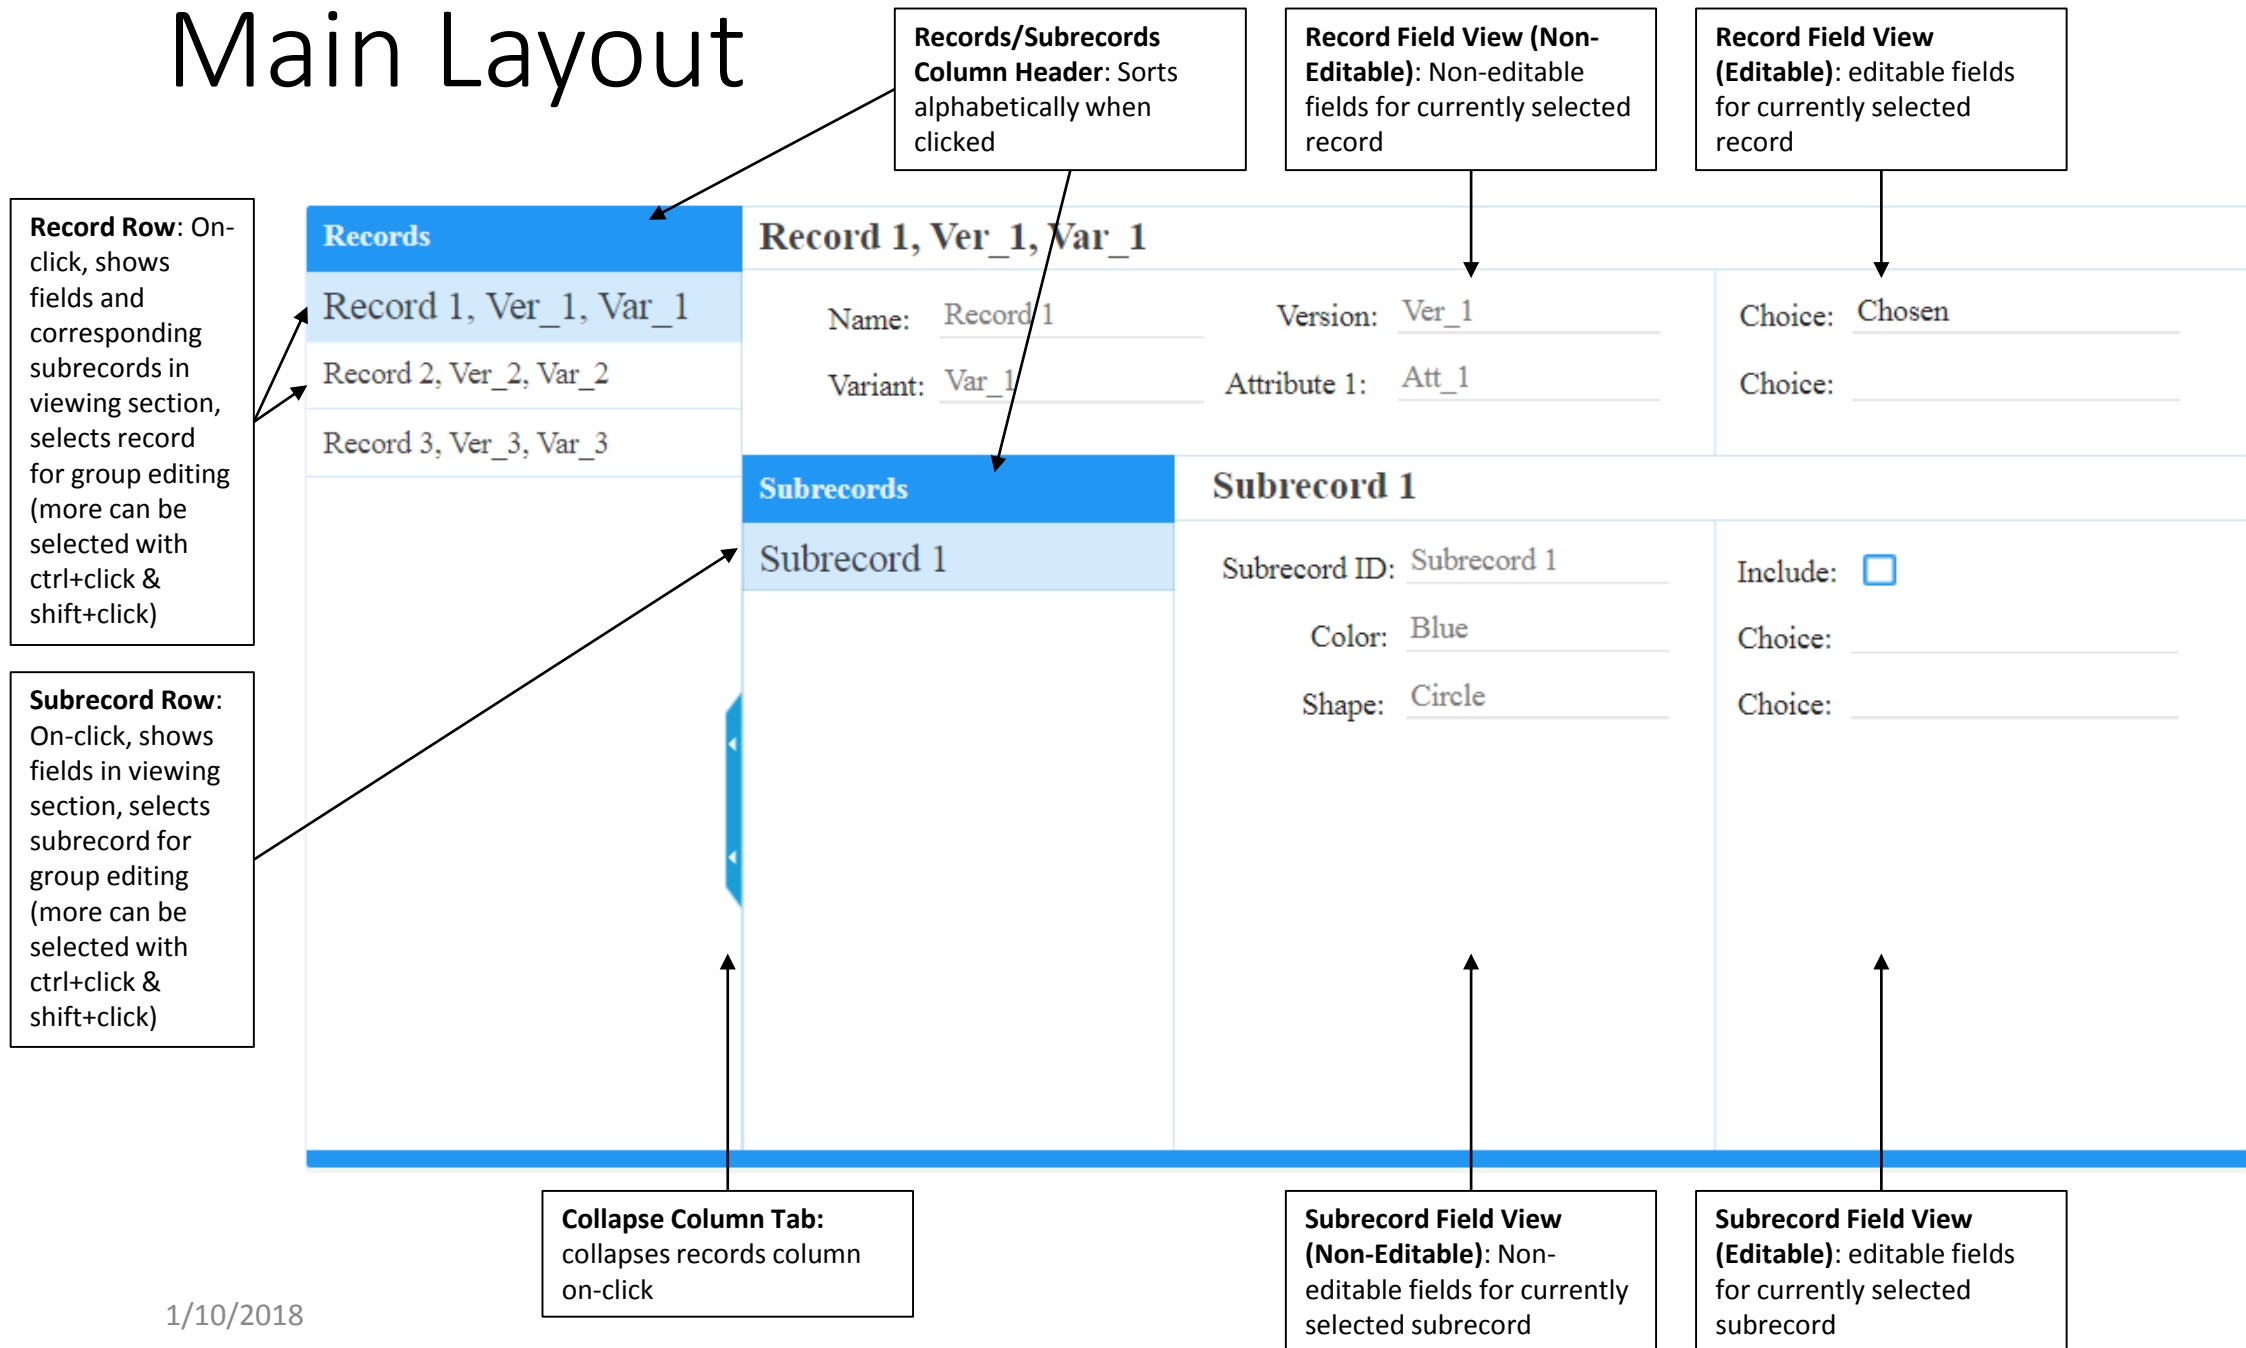 Main Layout
Records/Subrecords
Column Header: Sorts
alphabetically when
clicked
Record Field View (Non-
Editable): Non-editable
fields for currently selected
record
Record Field View
(Editable): editable fields
for currently selected
record
Record Row: On-
click, shows
fields and
corresponding
subrecords in
viewing section,
selects record
for group editing
(more can be
selected with
ctrl+click &
shift+click)
Subrecord Row:
On-click, shows
fields in viewing
section, selects
subrecord for
group editing
(more can be
selected with
ctrl+click &
shift+click)
Records
Record 1, Ver_1, Var_1
Record 2, Ver_2, Var_2
Record 3, Ver_3, Var_3
Record 1, Ver_1, Var_1
Name: Record 1
Version: Ver_1
Choice: Chosen
Variant: Var_1
Attribute 1: Att_1
Choice:
Subrecords
Subrecord 1
Subrecord 1
Subrecord ID: Subrecord 1
Include:
Color: Blue
Choice:
Shape: Circle
Choice:
Collapse Column Tab:
collapses records column
on-click
Subrecord Field View
(Non-Editable): Non-
editable fields for currently
selected subrecord
Subrecord Field View
(Editable): editable fields
for currently selected
subrecord
1/10/2018